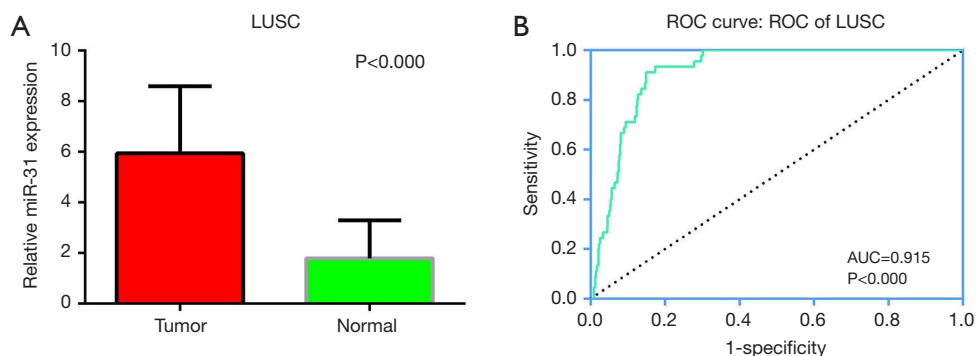 A
LUSC
P<0.000
Relative miR-31 expression
10
8
6
4
2
0
Tumor
Normal
B
ROC curve: ROC of LUSC
Sensitivity
1.0
0.8
0.6
0.4
0.2
0.0
AUC=0.915
P<0.000
0.0 0.2 0.4 0.6 0.8 1.0
1-specificity